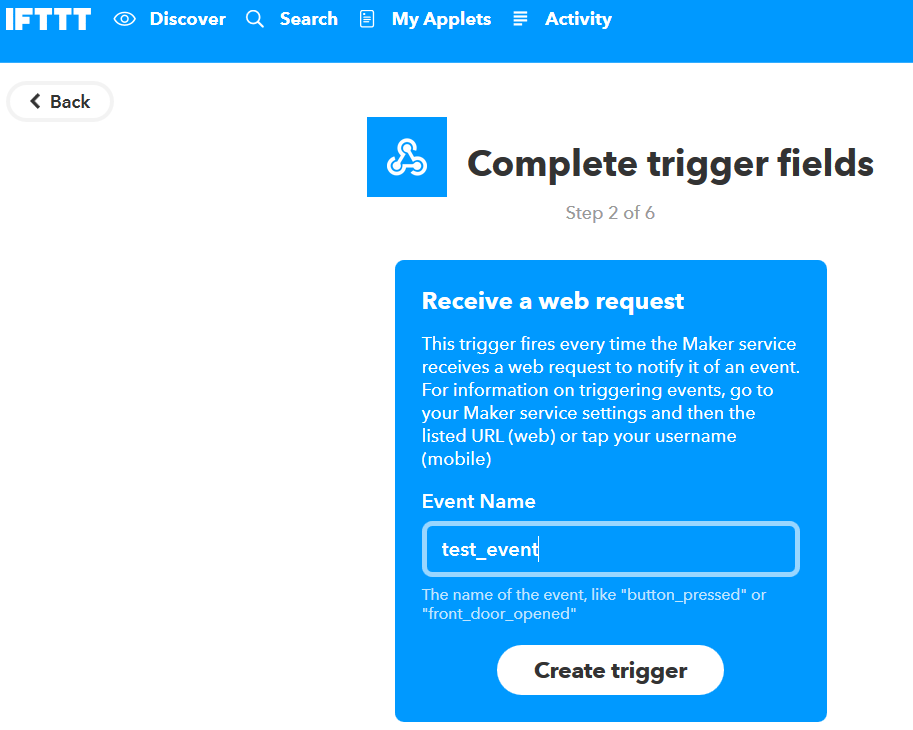 IFTTT Discover Search My Applets Activity
Back
Complete trigger fields
Step 2 of 6
Receive a web request
This trigger fires every time the Maker service
receives a web request to notify it of an event.
For information on triggering events, go to
your Maker service settings and then the
listed URL (web) or tap your username
(mobile)
Event Name
test_event
The name of the event, like "button_pressed" or
"front_door_opened"
Create trigger